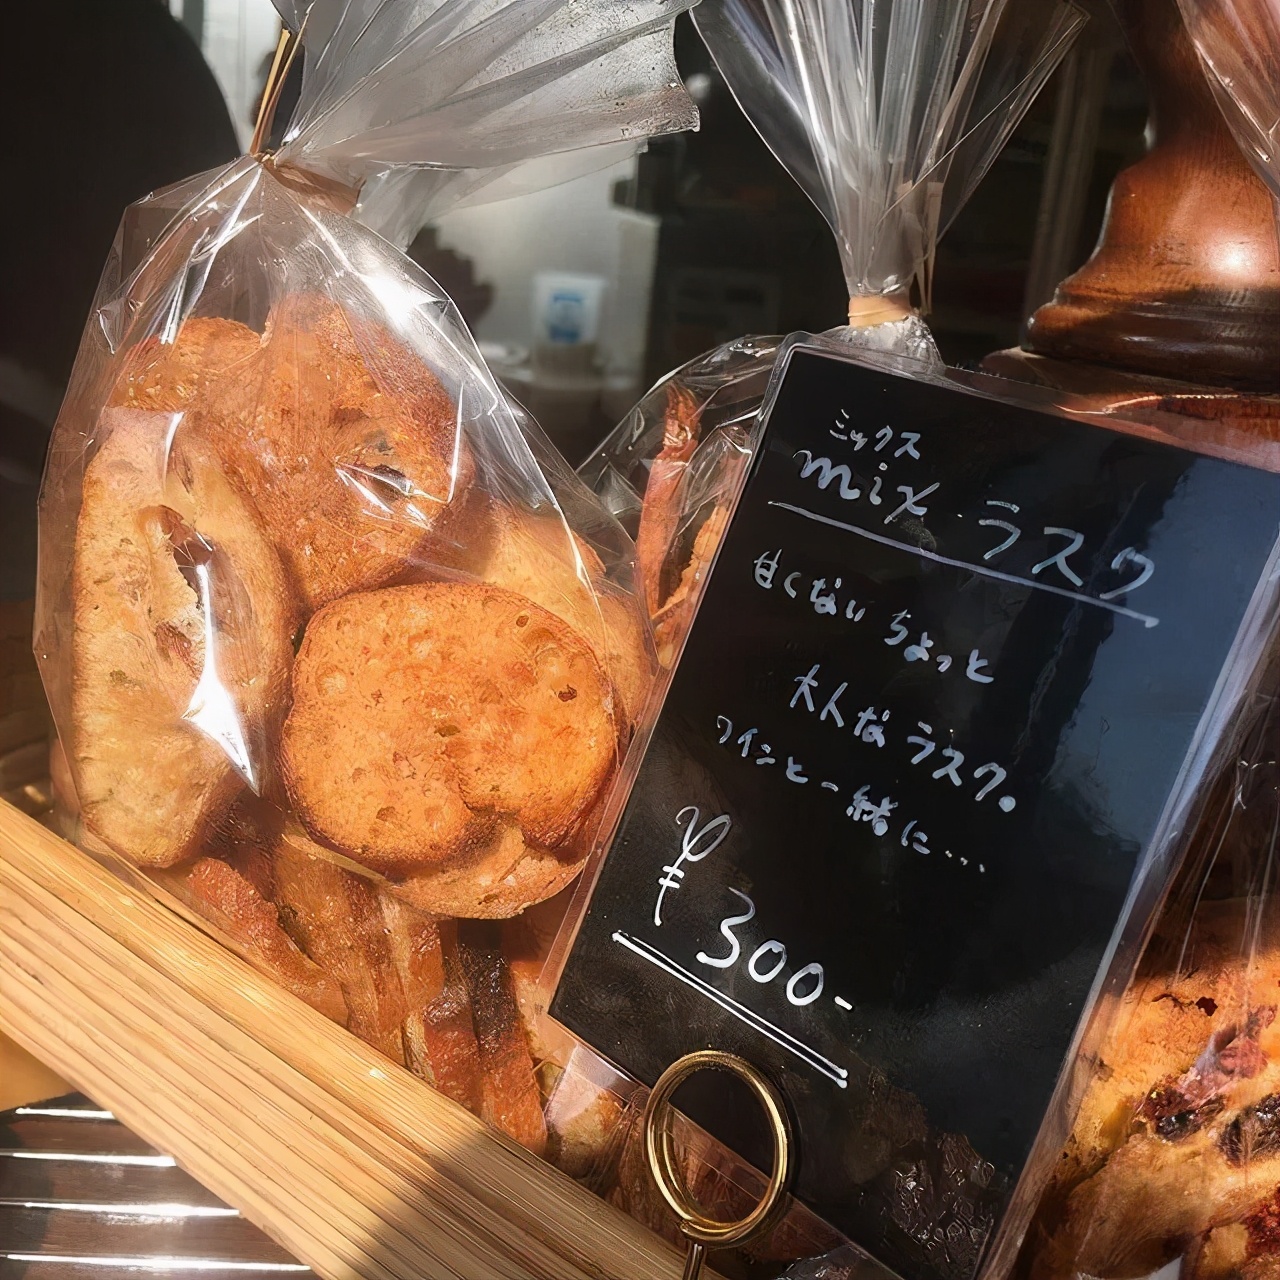 ミックス
mix ラスク
甘くない ちょっと
大人な ラスク。
ワインと一緒に...
¥300-